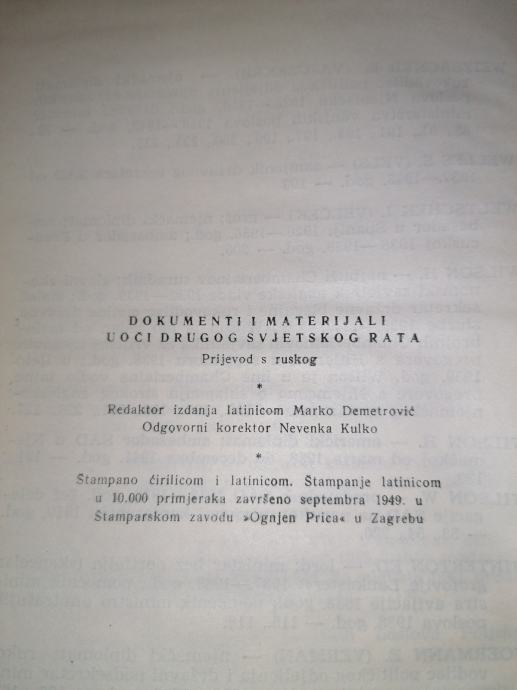 DOKUMENTI I MATERIJALI
UOČI DRUGOG SVJETSKOG RATA
Prijevod s ruskog
*
Redaktor izdanja latinicom Marko Demetrović
Odgovorni korektor Nevenka Kulko
*
Štampano ćirilicom i latinicom. Štampanje latinicom
u 10.000 primjeraka završeno septembra 1949. u
Štamparskom zavodu »Ognjen Prica« u Zagrebu